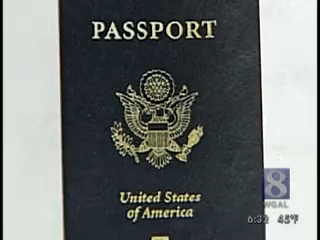 PASSPORT
United States
of America
8
WGAL
6:32 45°F